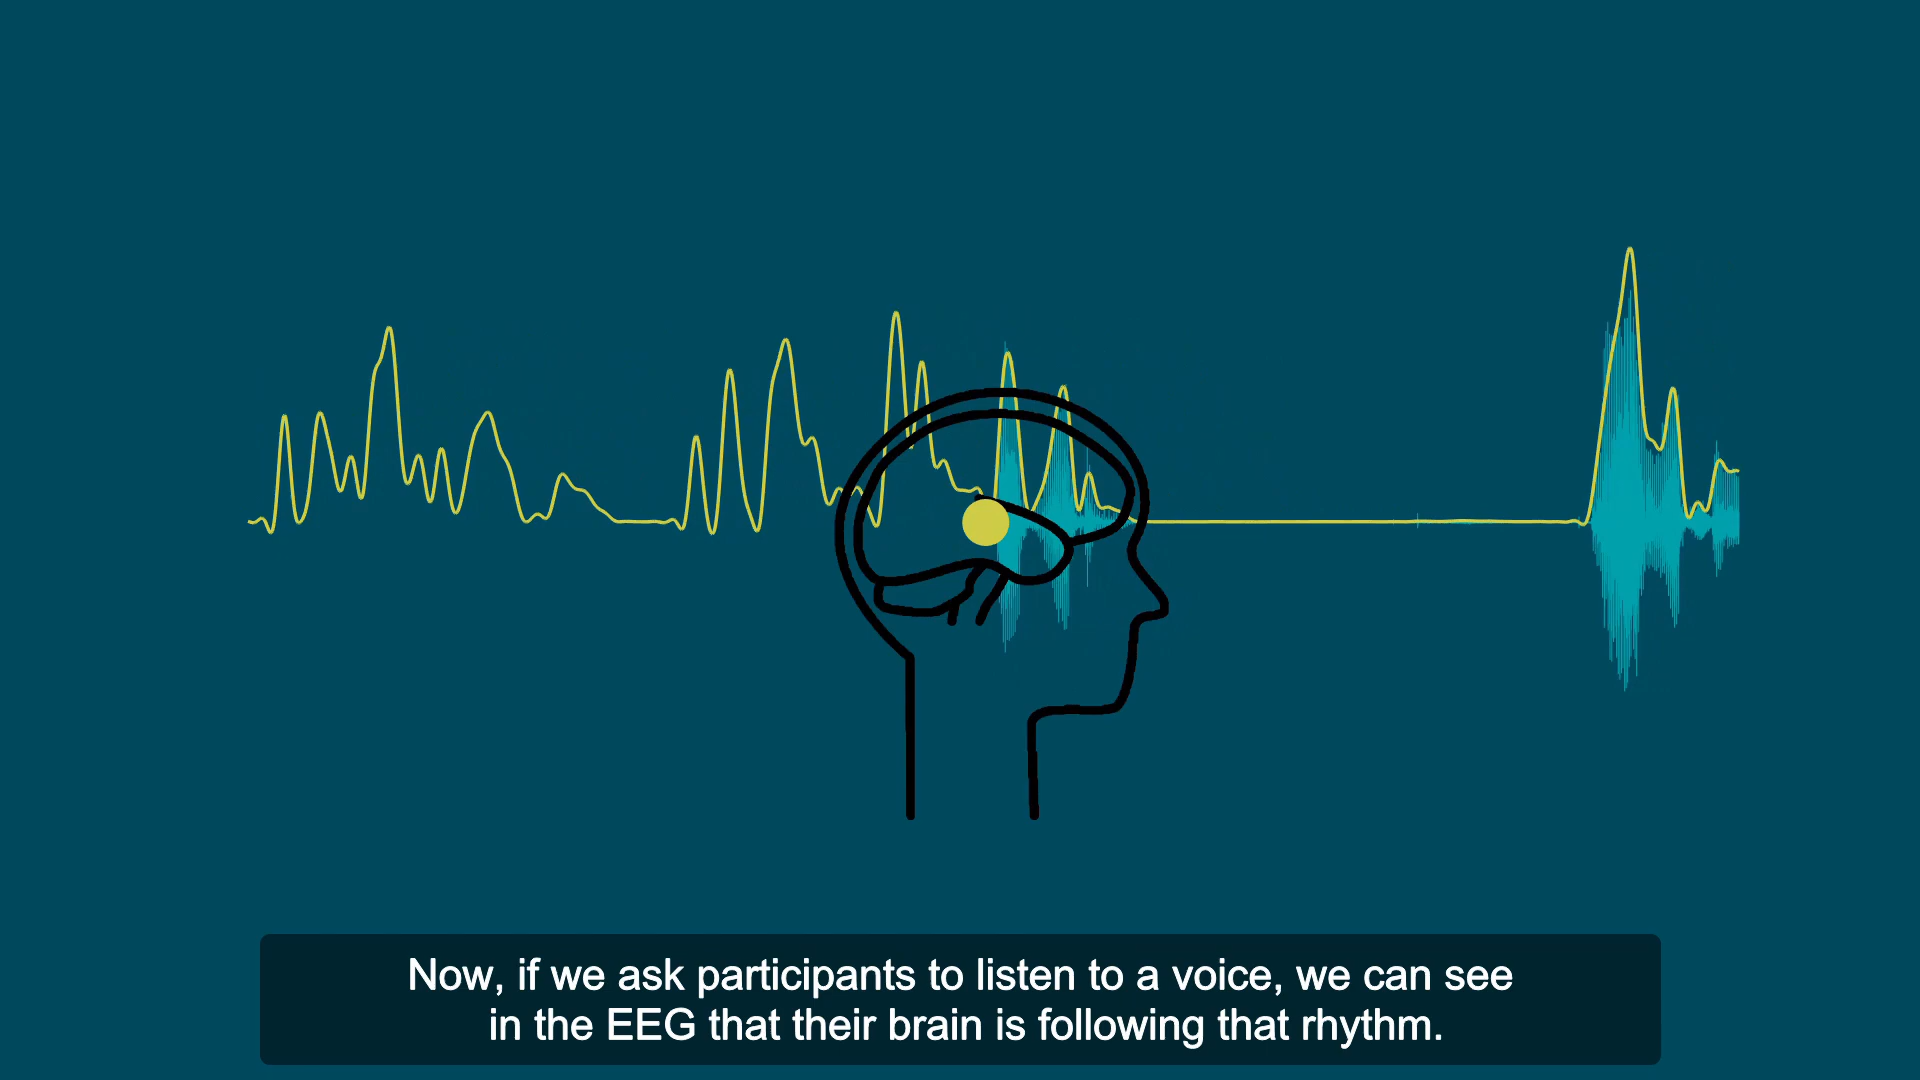 Now, if we ask participants to listen to a voice, we can see
in the EEG that their brain is following that rhythm.